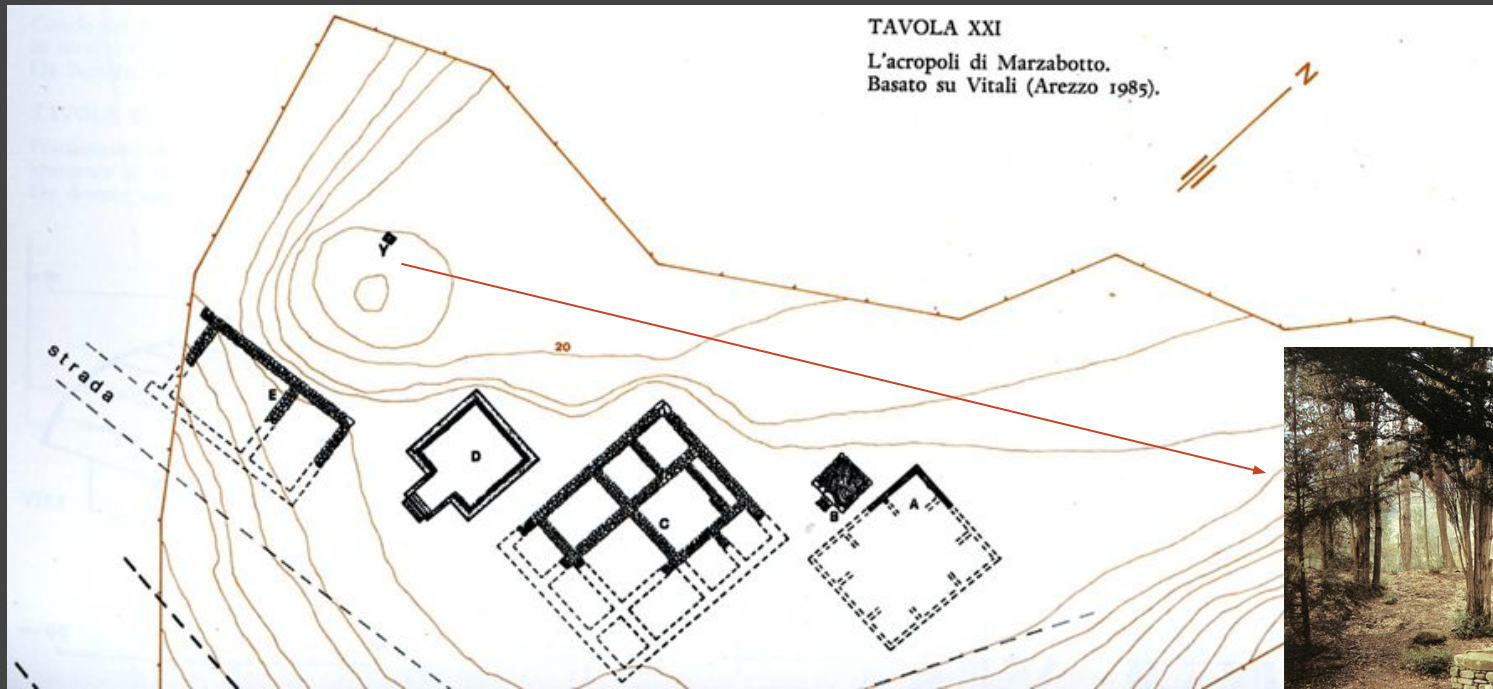 TAVOLA XXI
L'acropoli di Marzabotto.
Basato su Vitali (Arezzo 1985).
N
Y
20
strada
E
D
C
B
A